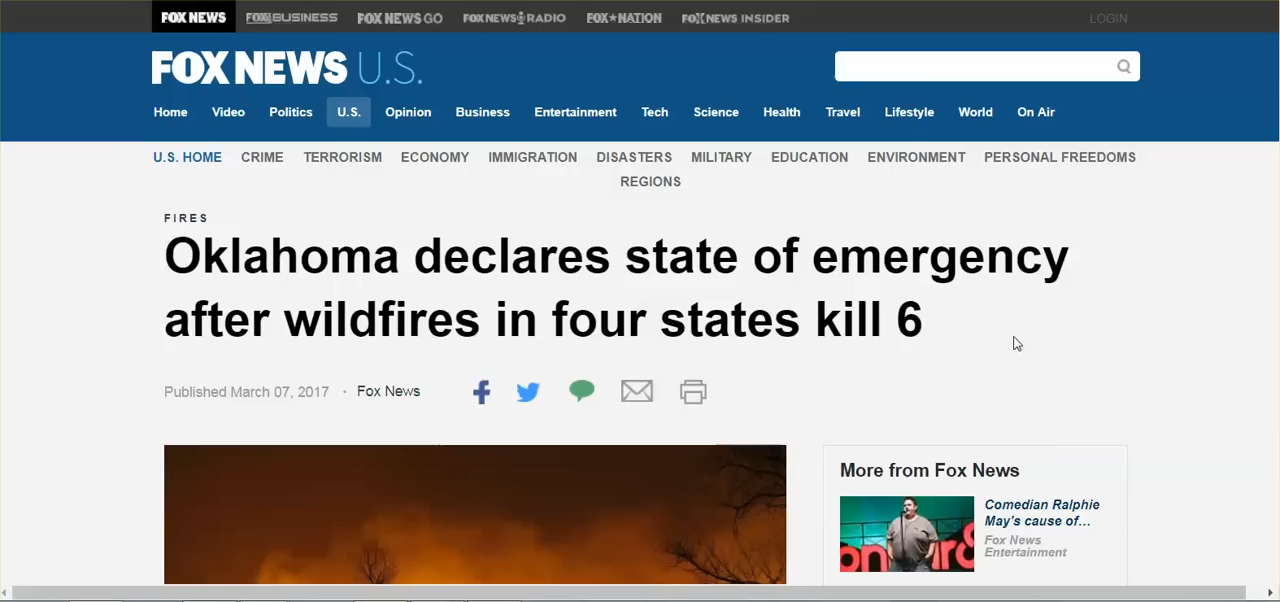 FOX NEWS FOX BUSINESS FOX NEWS GO FOX NEWS RADIO FOX NATION FOX NEWS INSIDER LOGIN
FOX NEWS U.S.
Home Video Politics U.S. Opinion Business Entertainment Tech Science Health Travel Lifestyle World On Air
U.S. HOME CRIME TERRORISM ECONOMY IMMIGRATION DISASTERS MILITARY EDUCATION ENVIRONMENT PERSONAL FREEDOMS
REGIONS
FIRES
Oklahoma declares state of emergency
after wildfires in four states kill 6
Published March 07, 2017 · Fox News
More from Fox News
Comedian Ralphie
May's cause of...
Fox News
Entertainment